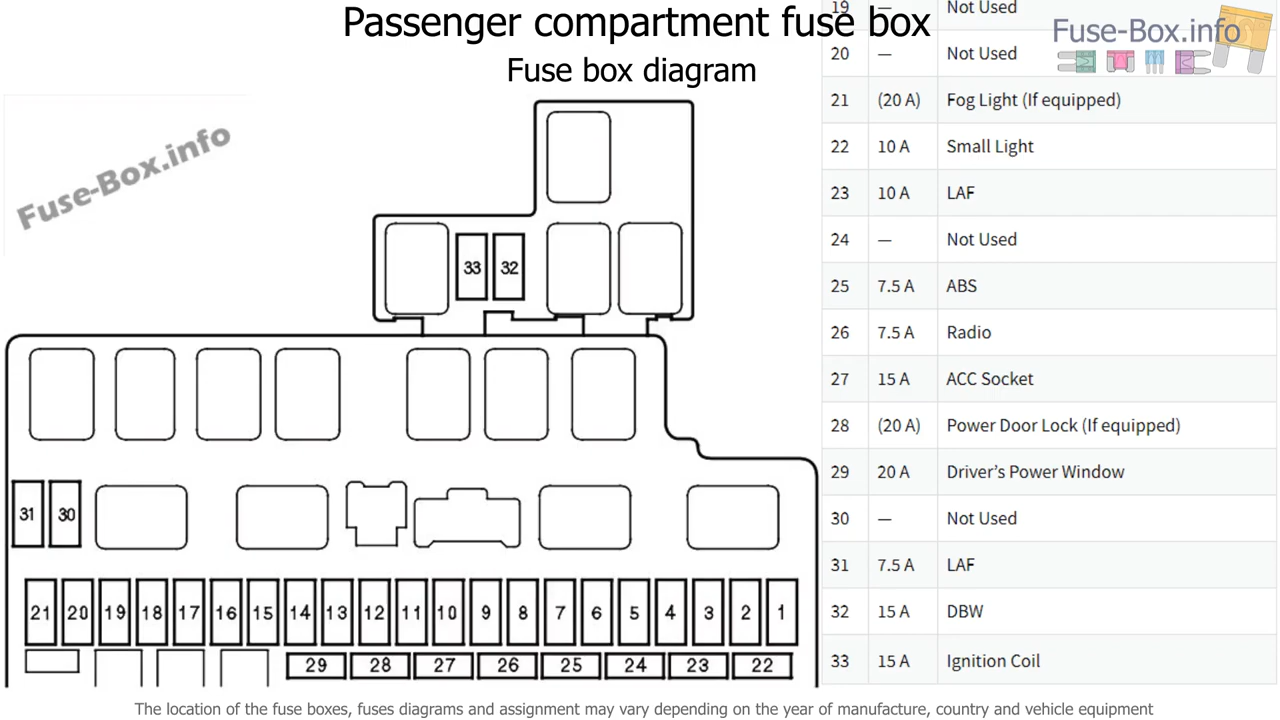 Passenger compartment fuse box
Fuse box diagram
Fuse-Box.info
Fuse-Box.info
19 — Not Used
20 — Not Used
21 (20 A) Fog Light (If equipped)
22 10 A Small Light
23 10 A LAF
24 — Not Used
25 7.5 A ABS
26 7.5 A Radio
27 15 A ACC Socket
28 (20 A) Power Door Lock (If equipped)
29 20 A Driver’s Power Window
30 — Not Used
31 7.5 A LAF
32 15 A DBW
33 15 A Ignition Coil
33 32
31 30
21 20 19 18 17 16 15 14 13 12 11 10 9 8 7 6 5 4 3 2 1
29 28 27 26 25 24 23 22
The location of the fuse boxes, fuses diagrams and assignment may vary depending on the year of manufacture, country and vehicle equipment